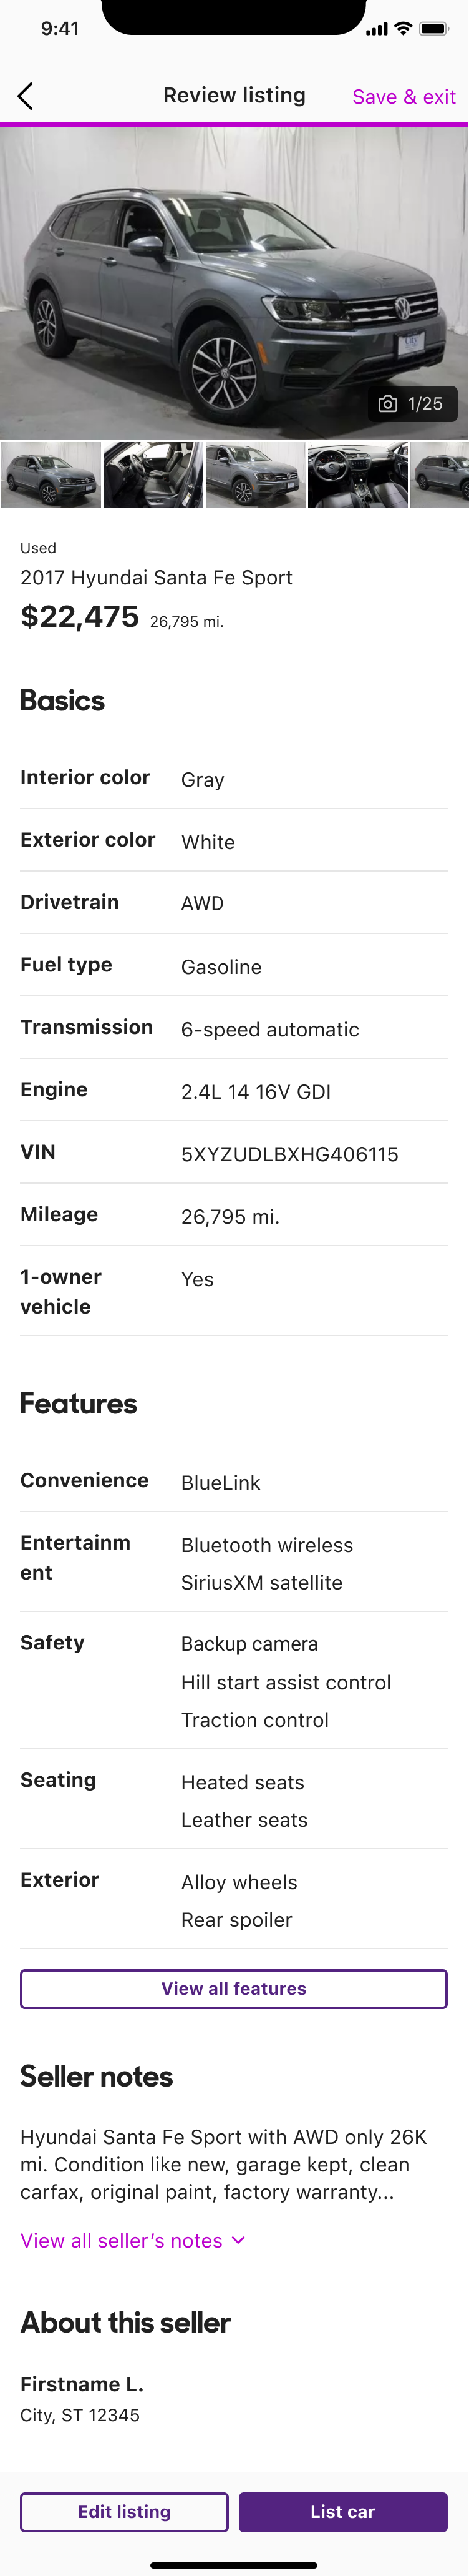 9:41
Review listing
Save & exit
1/25
Used
2017 Hyundai Santa Fe Sport
$22,475 26,795 mi.
Basics
Interior color Gray
Exterior color White
Drivetrain AWD
Fuel type Gasoline
Transmission 6-speed automatic
Engine 2.4L 14 16V GDI
VIN 5XYZUDLBXHG406115
Mileage 26,795 mi.
1-owner Yes
vehicle
Features
Convenience BlueLink
Entertainm Bluetooth wireless
ent SiriusXM satellite
Safety Backup camera
Hill start assist control
Traction control
Seating Heated seats
Leather seats
Exterior Alloy wheels
Rear spoiler
View all features
Seller notes
Hyundai Santa Fe Sport with AWD only 26K
mi. Condition like new, garage kept, clean
carfax, original paint, factory warranty...
View all seller’s notes
About this seller
Firstname L.
City, ST 12345
Edit listing
List car